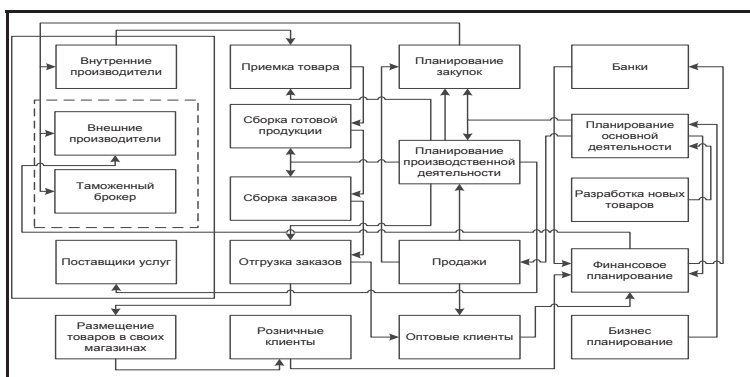 Внутренние
производители
Приемка товара
Планирование
закупок
Банки
Внешние
производители
Сборка готовой
продукции
Планирование
производственной
деятельности
Планирование
основной
деятельности
Таможенный
брокер
Сборка заказов
Разработка новых
товаров
Поставщики услуг
Отгрузка заказов
Продажи
Финансовое
планирование
Размещение
товаров в своих
магазинах
Розничные
клиенты
Оптовые клиенты
Бизнес
планирование